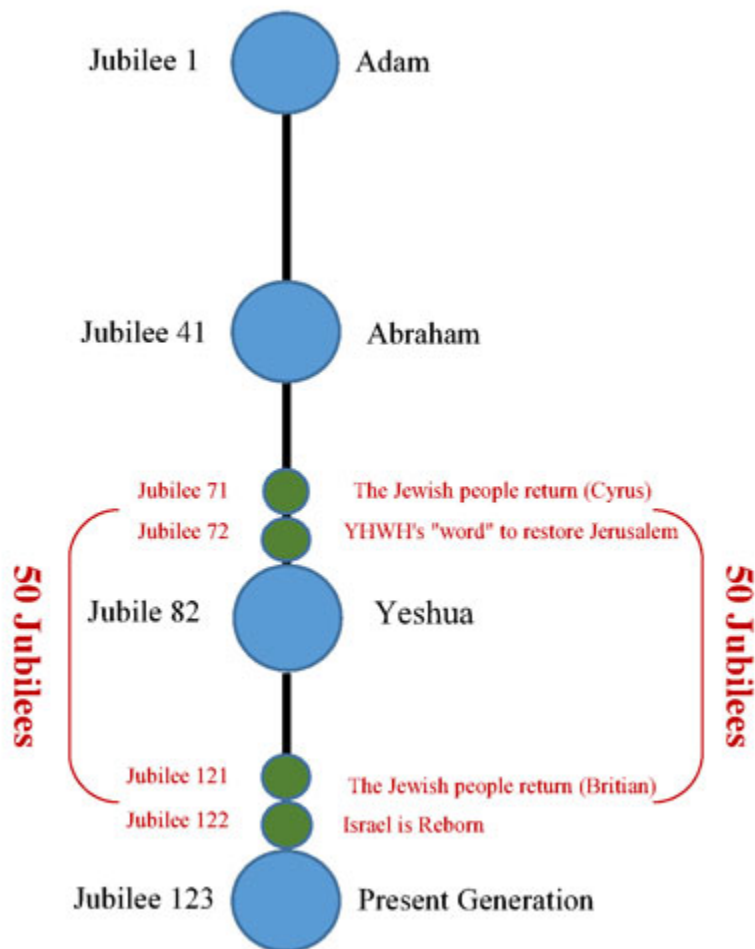 Jubilee 1 Adam
Jubilee 41 Abraham
Jubilee 71 The Jewish people return (Cyrus)
Jubilee 72 YHWH's "word" to restore Jerusalem
50 Jubilees
50 Jubilees
Jubile 82 Yeshua
Jubilee 121 The Jewish people return (Britian)
Jubilee 122 Israel is Reborn
Jubilee 123 Present Generation